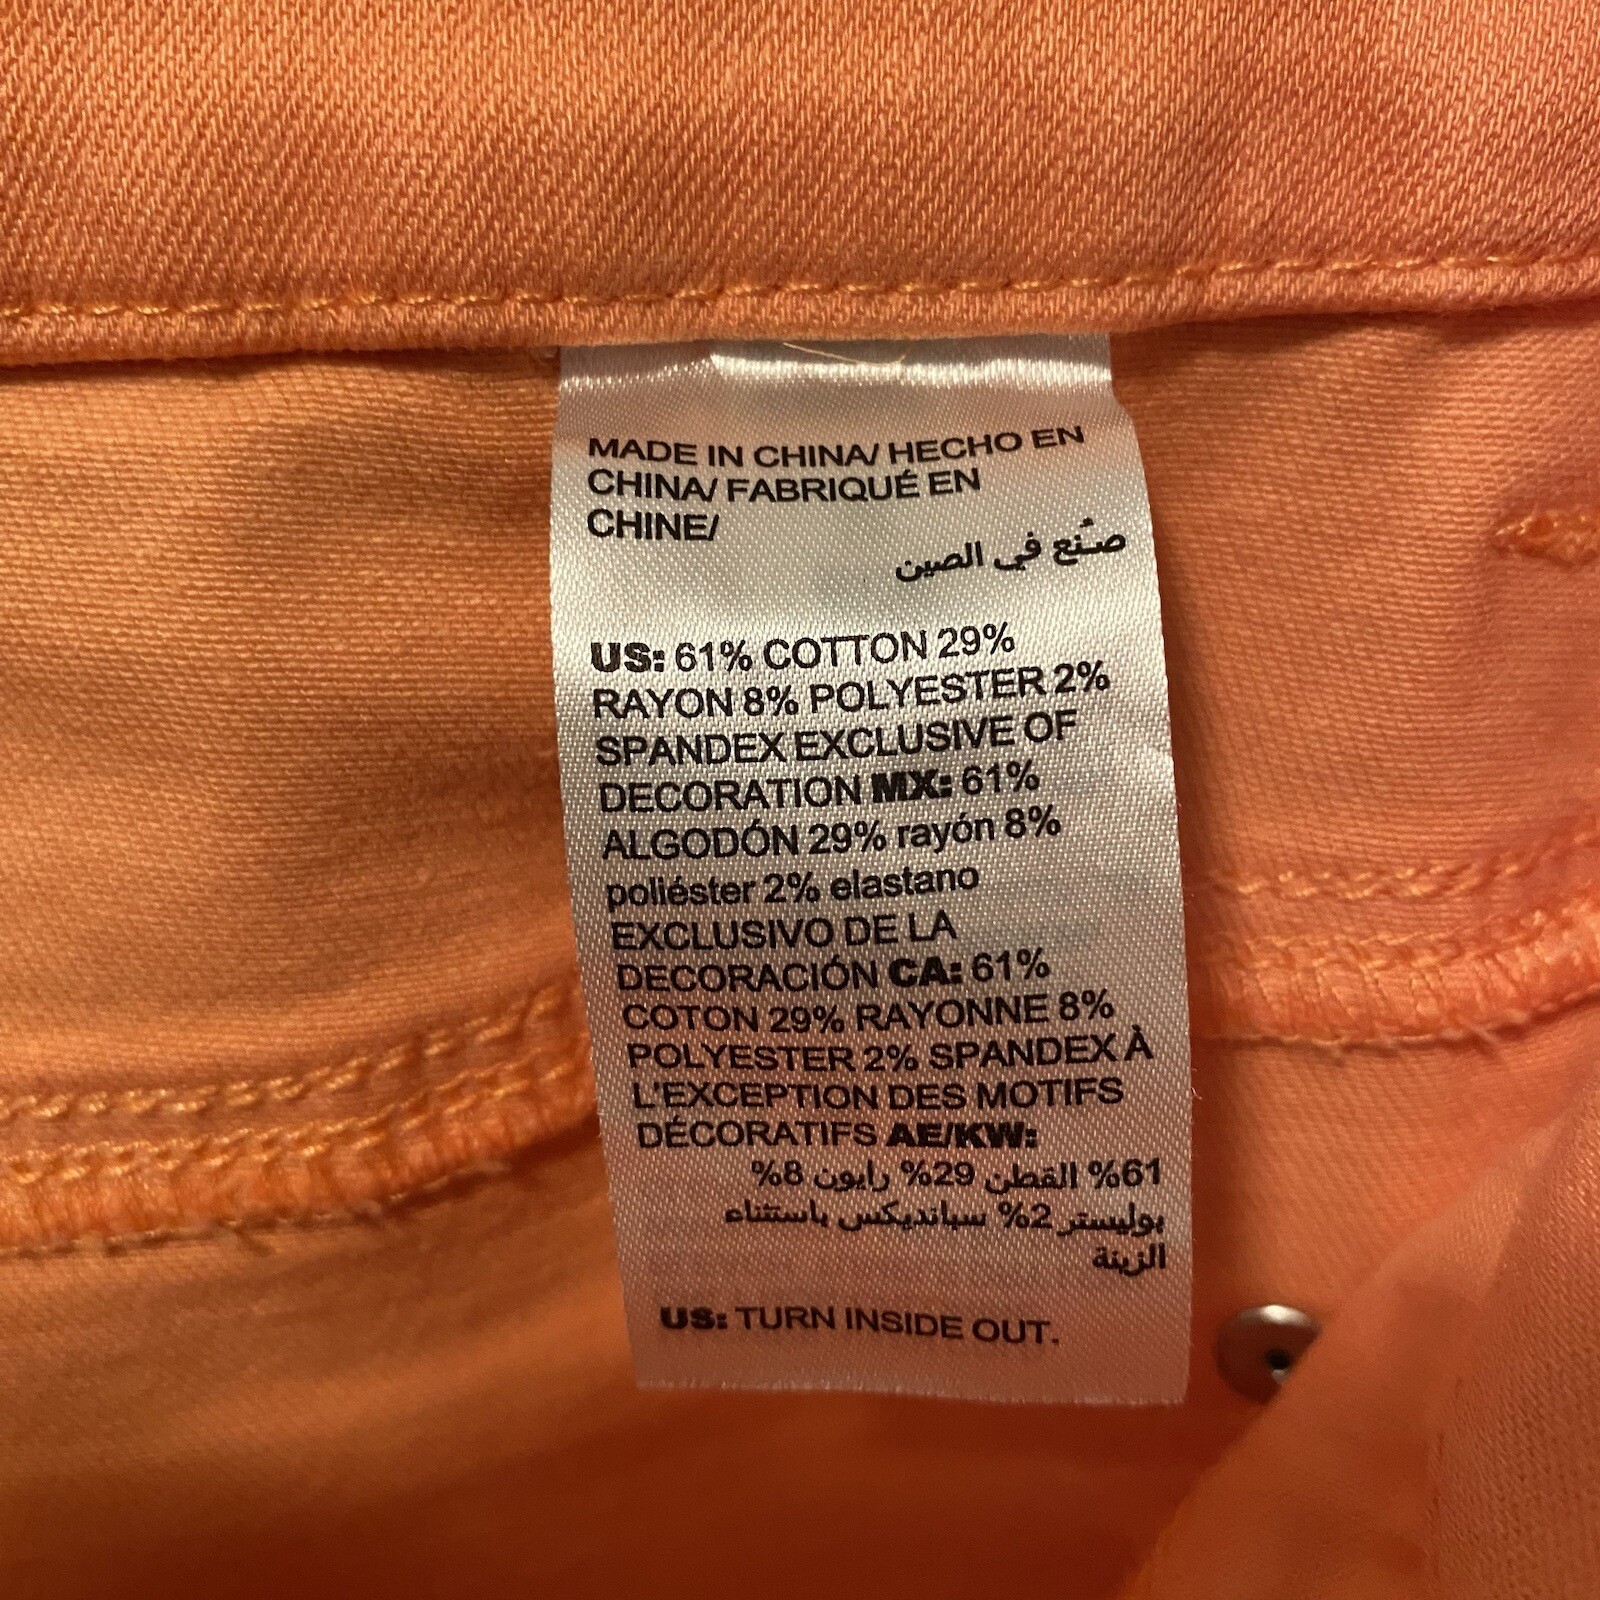 MADE IN CHINA/ HECHO EN
CHINA/ FABRIQUÉ EN
CHINE/
صُنع في الصين
US: 61% COTTON 29%
RAYON 8% POLYESTER 2%
SPANDEX EXCLUSIVE OF
DECORATION MX: 61%
ALGODÓN 29% rayón 8%
poliéster 2% elastano
EXCLUSIVO DE LA
DECORACIÓN CA: 61%
COTON 29% RAYONNE 8%
POLYESTER 2% SPANDEX À
L'EXCEPTION DES MOTIFS
DÉCORATIFS AE/KW:
61% القطن 29% رايون 8%
بوليستر 2% سبانديكس باستثناء
الزينة
US: TURN INSIDE OUT.